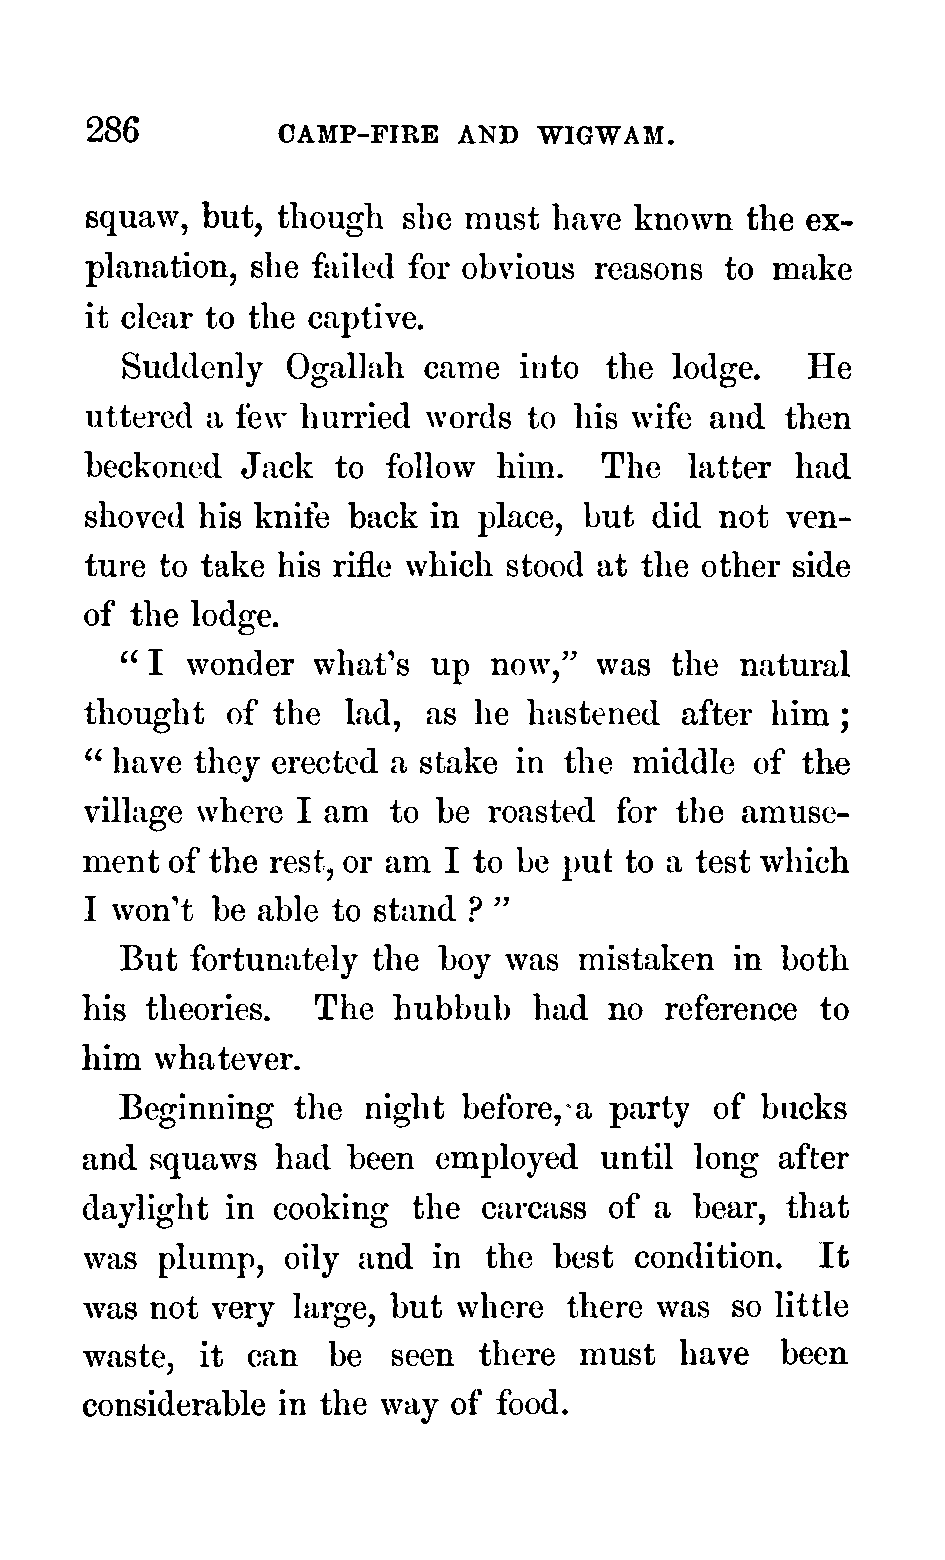 286 CAMP-FIRE AND WIGWAM.
squaw, but, though she must have known the ex-
planation, she failed for obvious reasons to make
it clear to the captive.
Suddenly Ogallah came into the lodge. He
uttered a few hurried words to his wife and then
beckoned Jack to follow him. The latter had
shoved his knife back in place, but did not ven-
ture to take his rifle which stood at the other side
of the lodge.
“I wonder what’s up now,” was the natural
thought of the lad, as he hastened after him ;
“ have they erected a stake in the middle of the
village where I am to be roasted for the amuse-
ment of the rest, or am I to be put to a test which
I won’t be able to stand ? ”
But fortunately the boy was mistaken in both
his theories. The hubbub had no reference to
him whatever.
Beginning the night before, a party of bucks
and squaws had been employed until long after
daylight in cooking the carcass of a bear, that
was plump, oily and in the best condition. It
was not very large, but where there was so little
waste, it can be seen there must have been
considerable in the way of food.